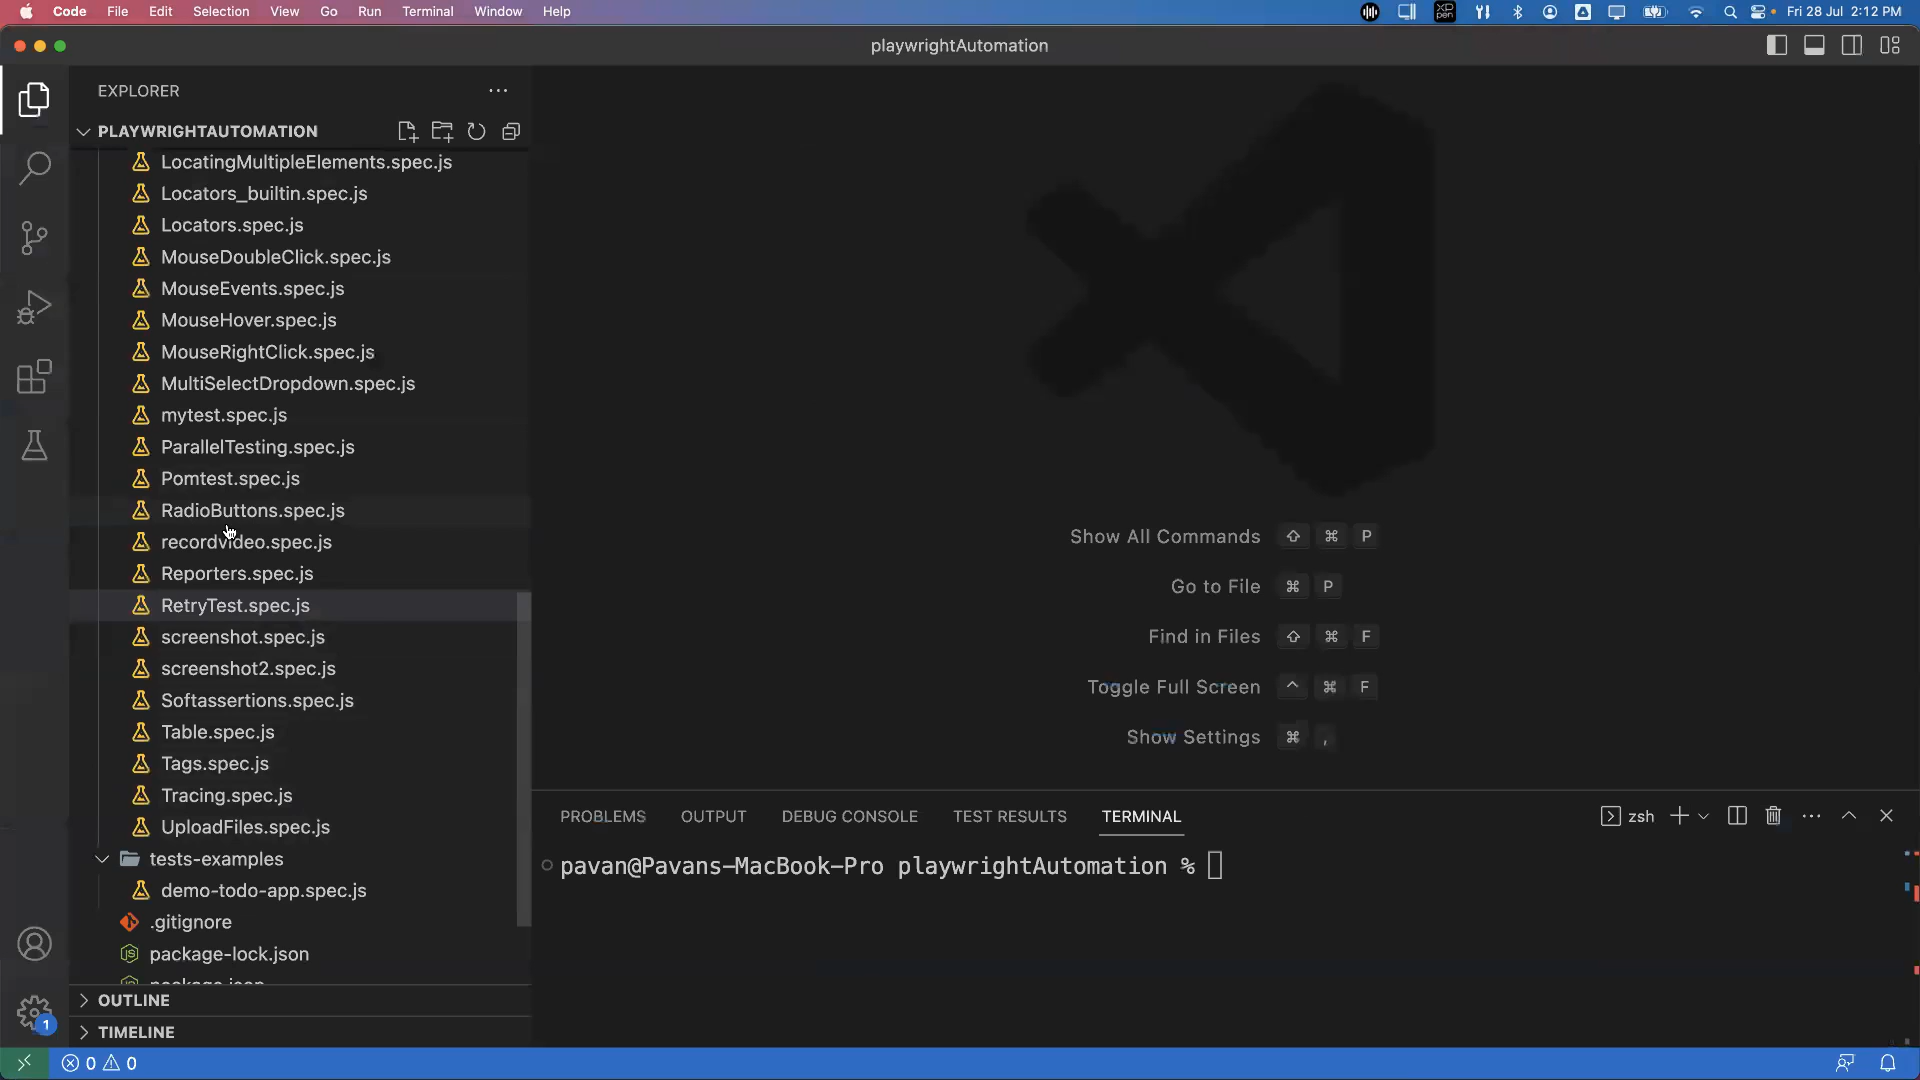 Code File Edit Selection View Go Run Terminal Window Help
XP PEN
Fri 28 Jul 2:12 PM
playwrightAutomation
EXPLORER
PLAYWRIGHTAUTOMATION
LocatingMultipleElements.spec.js
Locators_builtin.spec.js
Locators.spec.js
MouseDoubleClick.spec.js
MouseEvents.spec.js
MouseHover.spec.js
MouseRightClick.spec.js
MultiSelectDropdown.spec.js
mytest.spec.js
ParallelTesting.spec.js
Pomtest.spec.js
RadioButtons.spec.js
recordvideo.spec.js
Reporters.spec.js
RetryTest.spec.js
screenshot.spec.js
screenshot2.spec.js
Softassertions.spec.js
Table.spec.js
Tags.spec.js
Tracing.spec.js
UploadFiles.spec.js
tests-examples
demo-todo-app.spec.js
.gitignore
package-lock.json
package.json
OUTLINE
TIMELINE
Show All Commands ⇧ ⌘ P
Go to File ⌘ P
Find in Files ⇧ ⌘ F
Toggle Full Screen ^ ⌘ F
Show Settings ⌘ ,
PROBLEMS OUTPUT DEBUG CONSOLE TEST RESULTS TERMINAL
zsh
pavan@Pavans-MacBook-Pro playwrightAutomation %
1
0 0